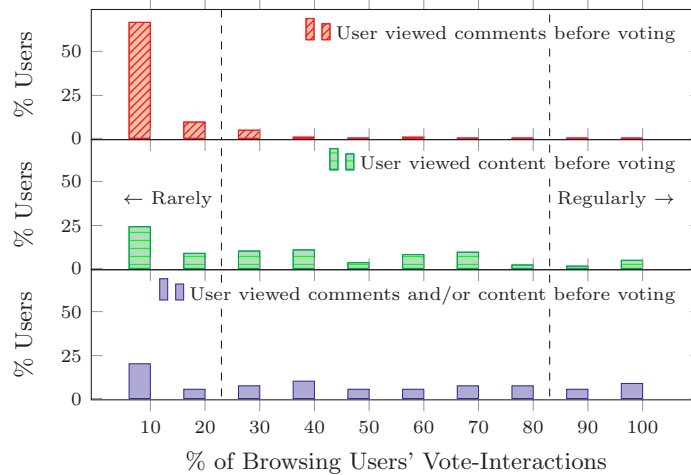 User viewed comments before voting
50
25
0
% Users
User viewed content before voting
50
← Rarely
Regularly →
25
0
% Users
User viewed comments and/or content before voting
50
25
0
% Users
10 20 30 40 50 60 70 80 90 100
% of Browsing Users' Vote-Interactions